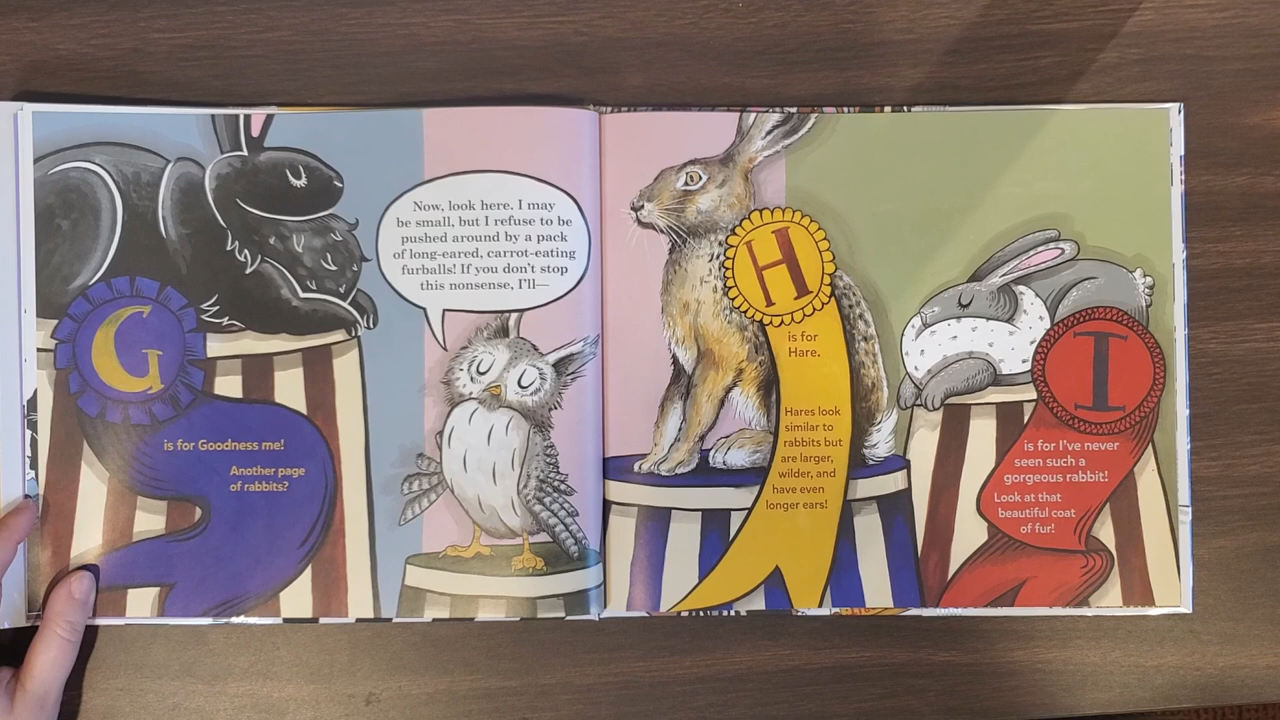 G
is for Goodness me!
Another page
of rabbits?
Now, look here. I may
be small, but I refuse to be
pushed around by a pack
of long-eared, carrot-eating
furballs! If you don't stop
this nonsense, I'll—
H
is for
Hare.
Hares look
similar to
rabbits but
are larger,
wilder, and
have even
longer ears!
I
is for I've never
seen such a
gorgeous rabbit!
Look at that
beautiful coat
of fur!